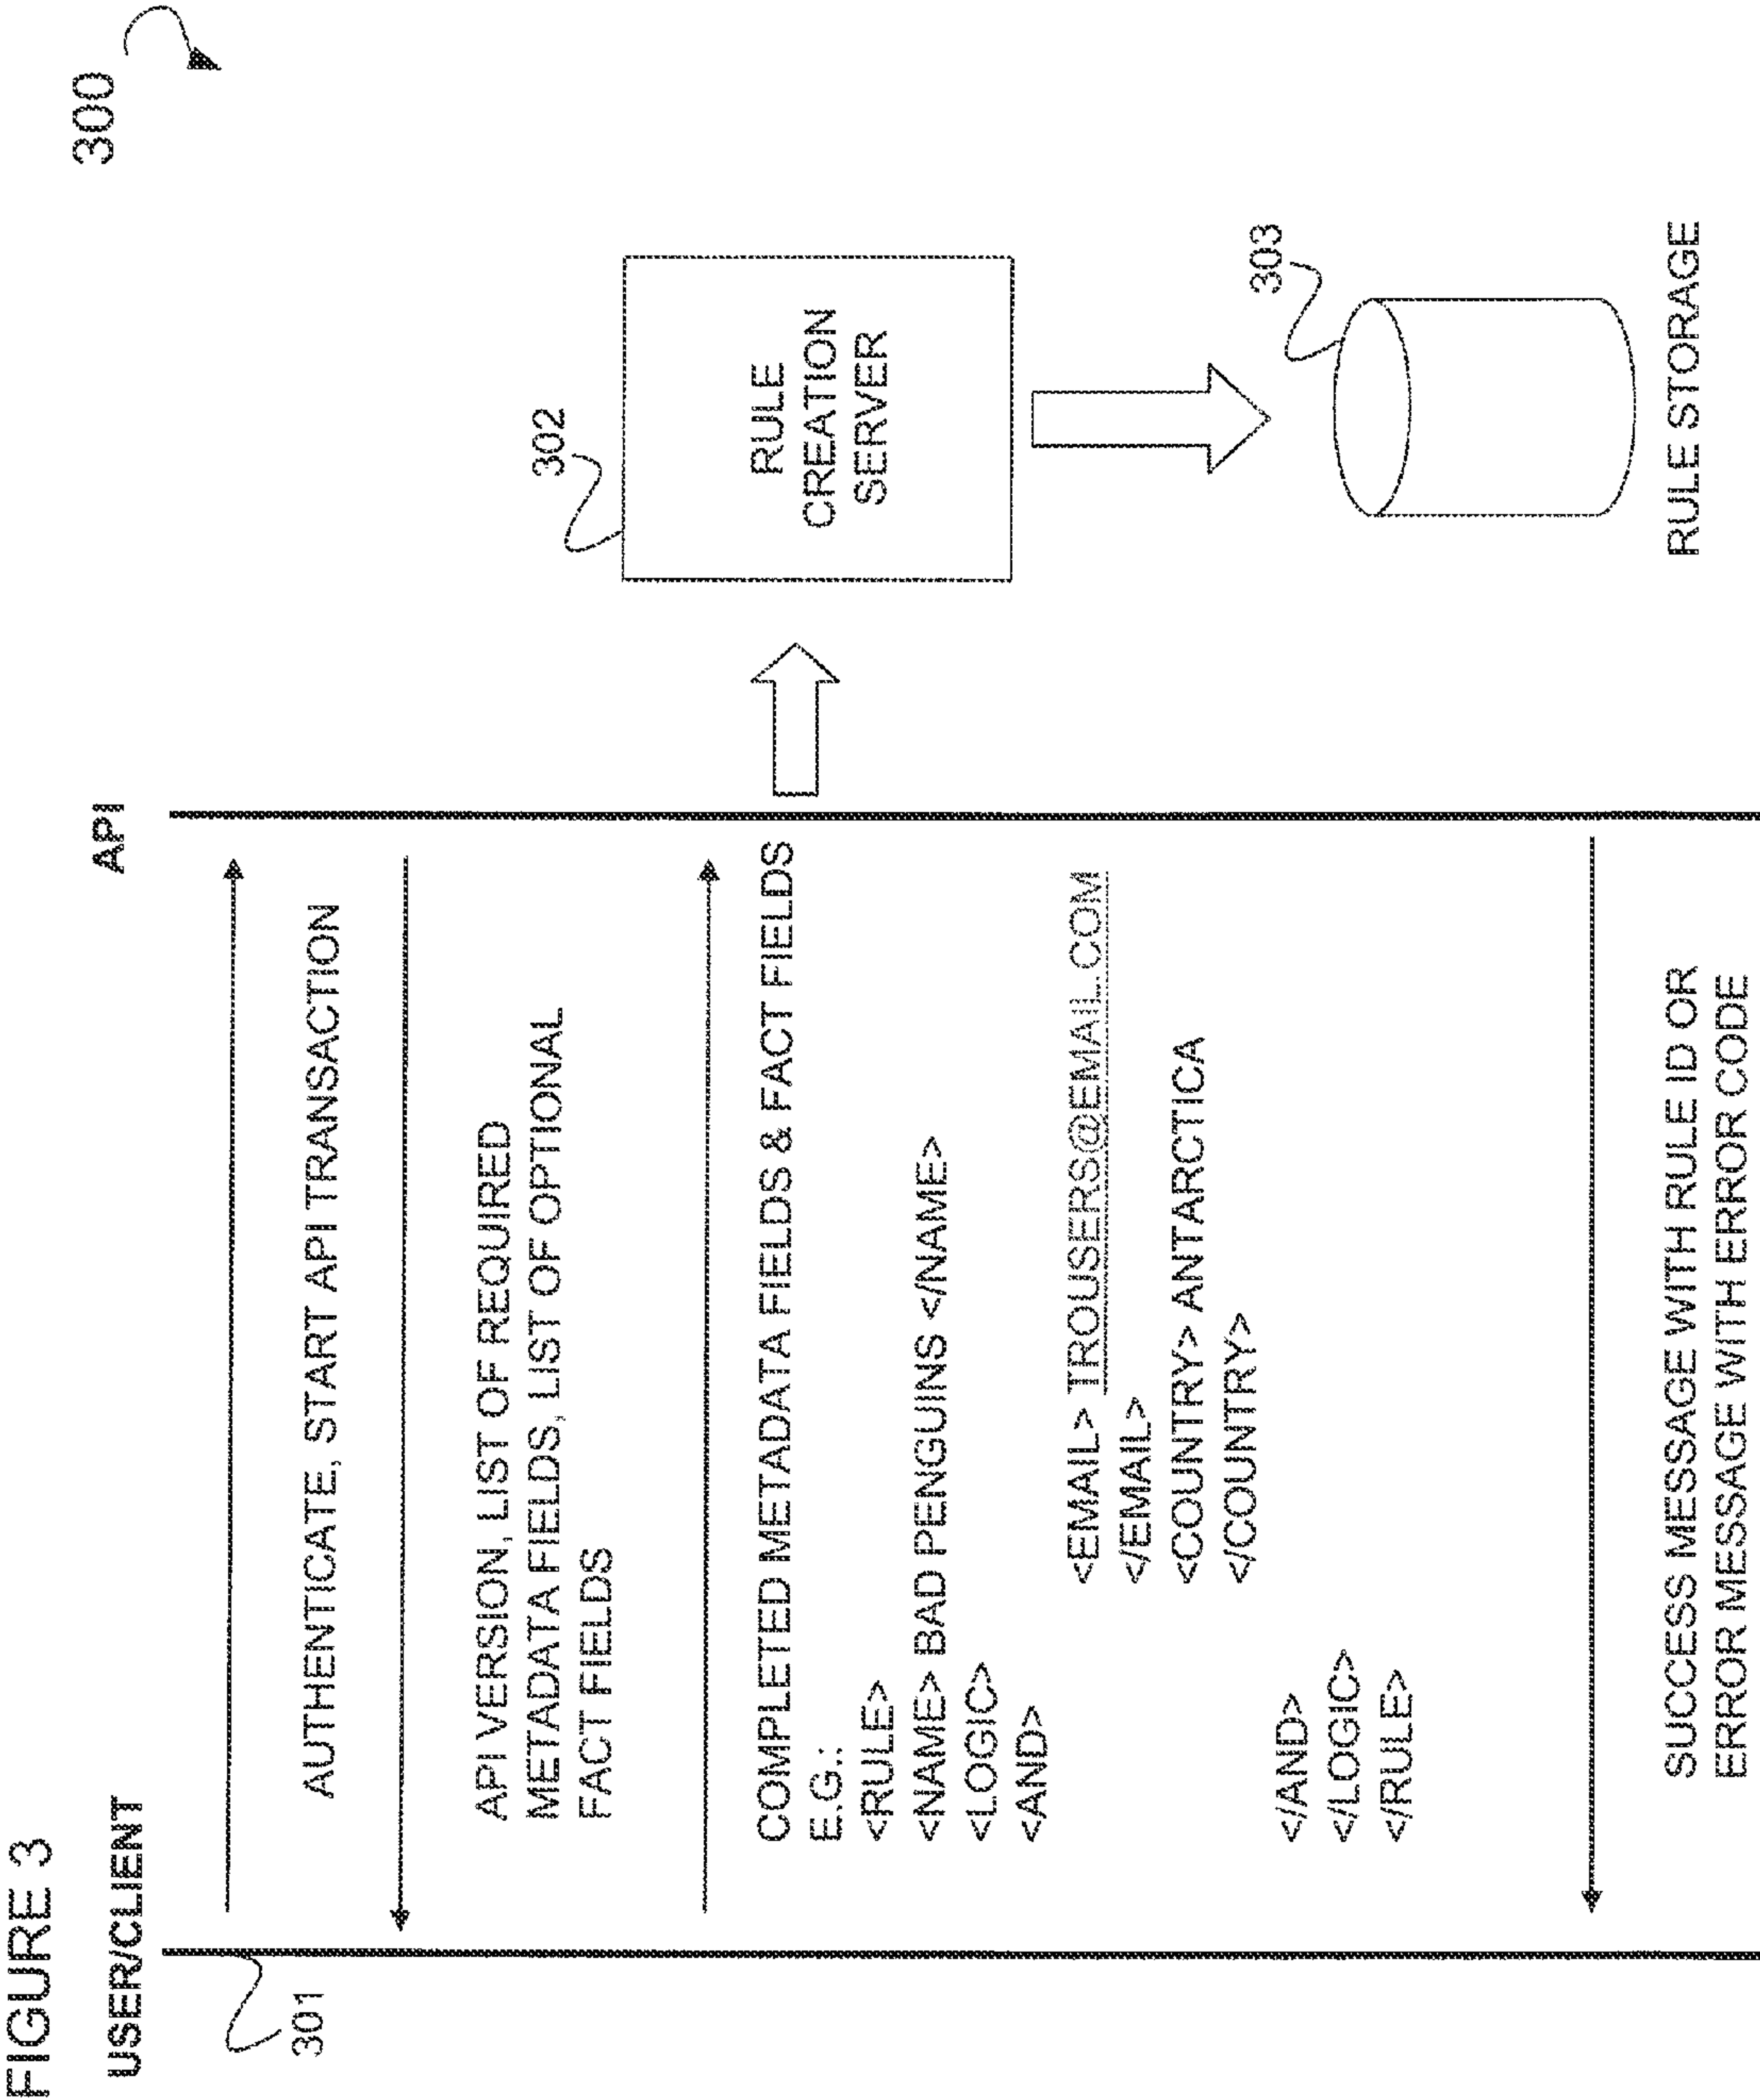 FIGURE 3
300
USER/CLIENT
API
301
AUTHENTICATE, START API TRANSACTION
API VERSION, LIST OF REQUIRED
METADATA FIELDS, LIST OF OPTIONAL
FACT FIELDS
COMPLETED METADATA FIELDS & FACT FIELDS
E.G.:
<RULE>
<NAME> BAD PENGUINS </NAME>
<LOGIC>
<AND>
<EMAIL> TROUSERS@EMAIL.COM
</EMAIL>
<COUNTRY> ANTARCTICA
</COUNTRY>
</AND>
</LOGIC>
</RULE>
SUCCESS MESSAGE WITH RULE ID OR
ERROR MESSAGE WITH ERROR CODE
302
RULE
CREATION
SERVER
303
RULE STORAGE